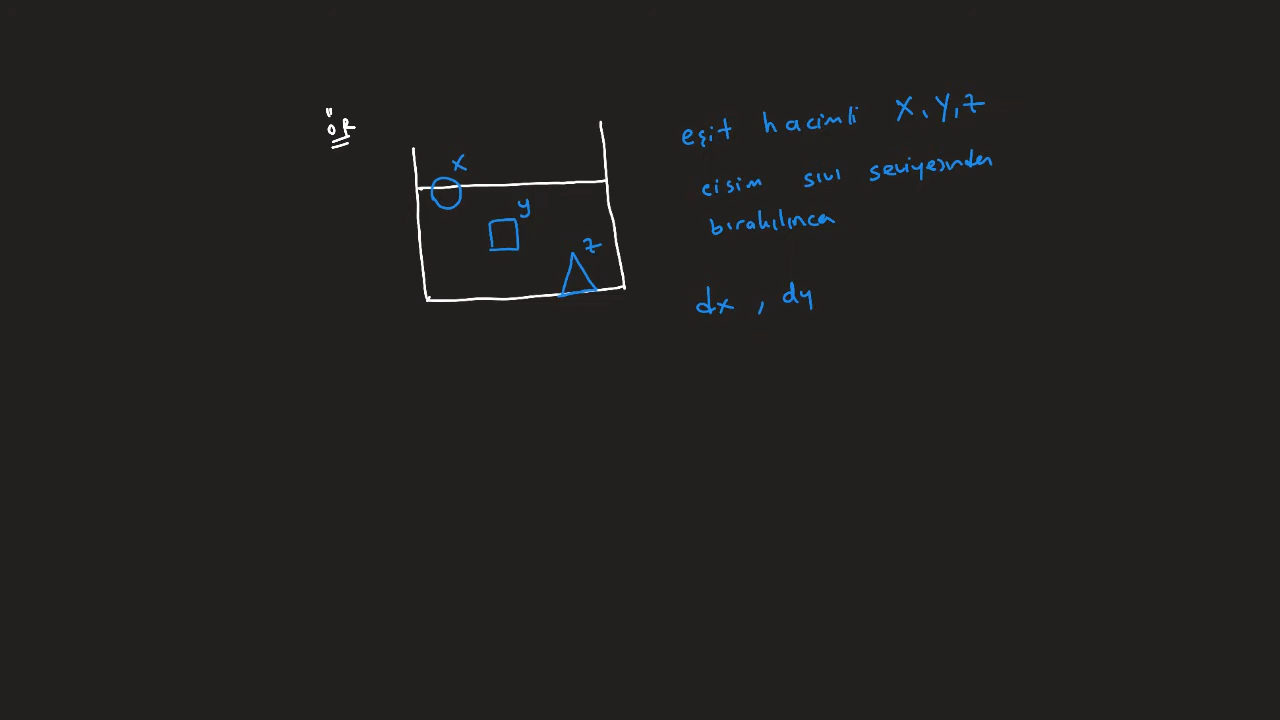 ÖR
X
y
z
eşit hacimli X, Y, z
cisim sıvı seviyesinden
bırakılınca
dx , dy